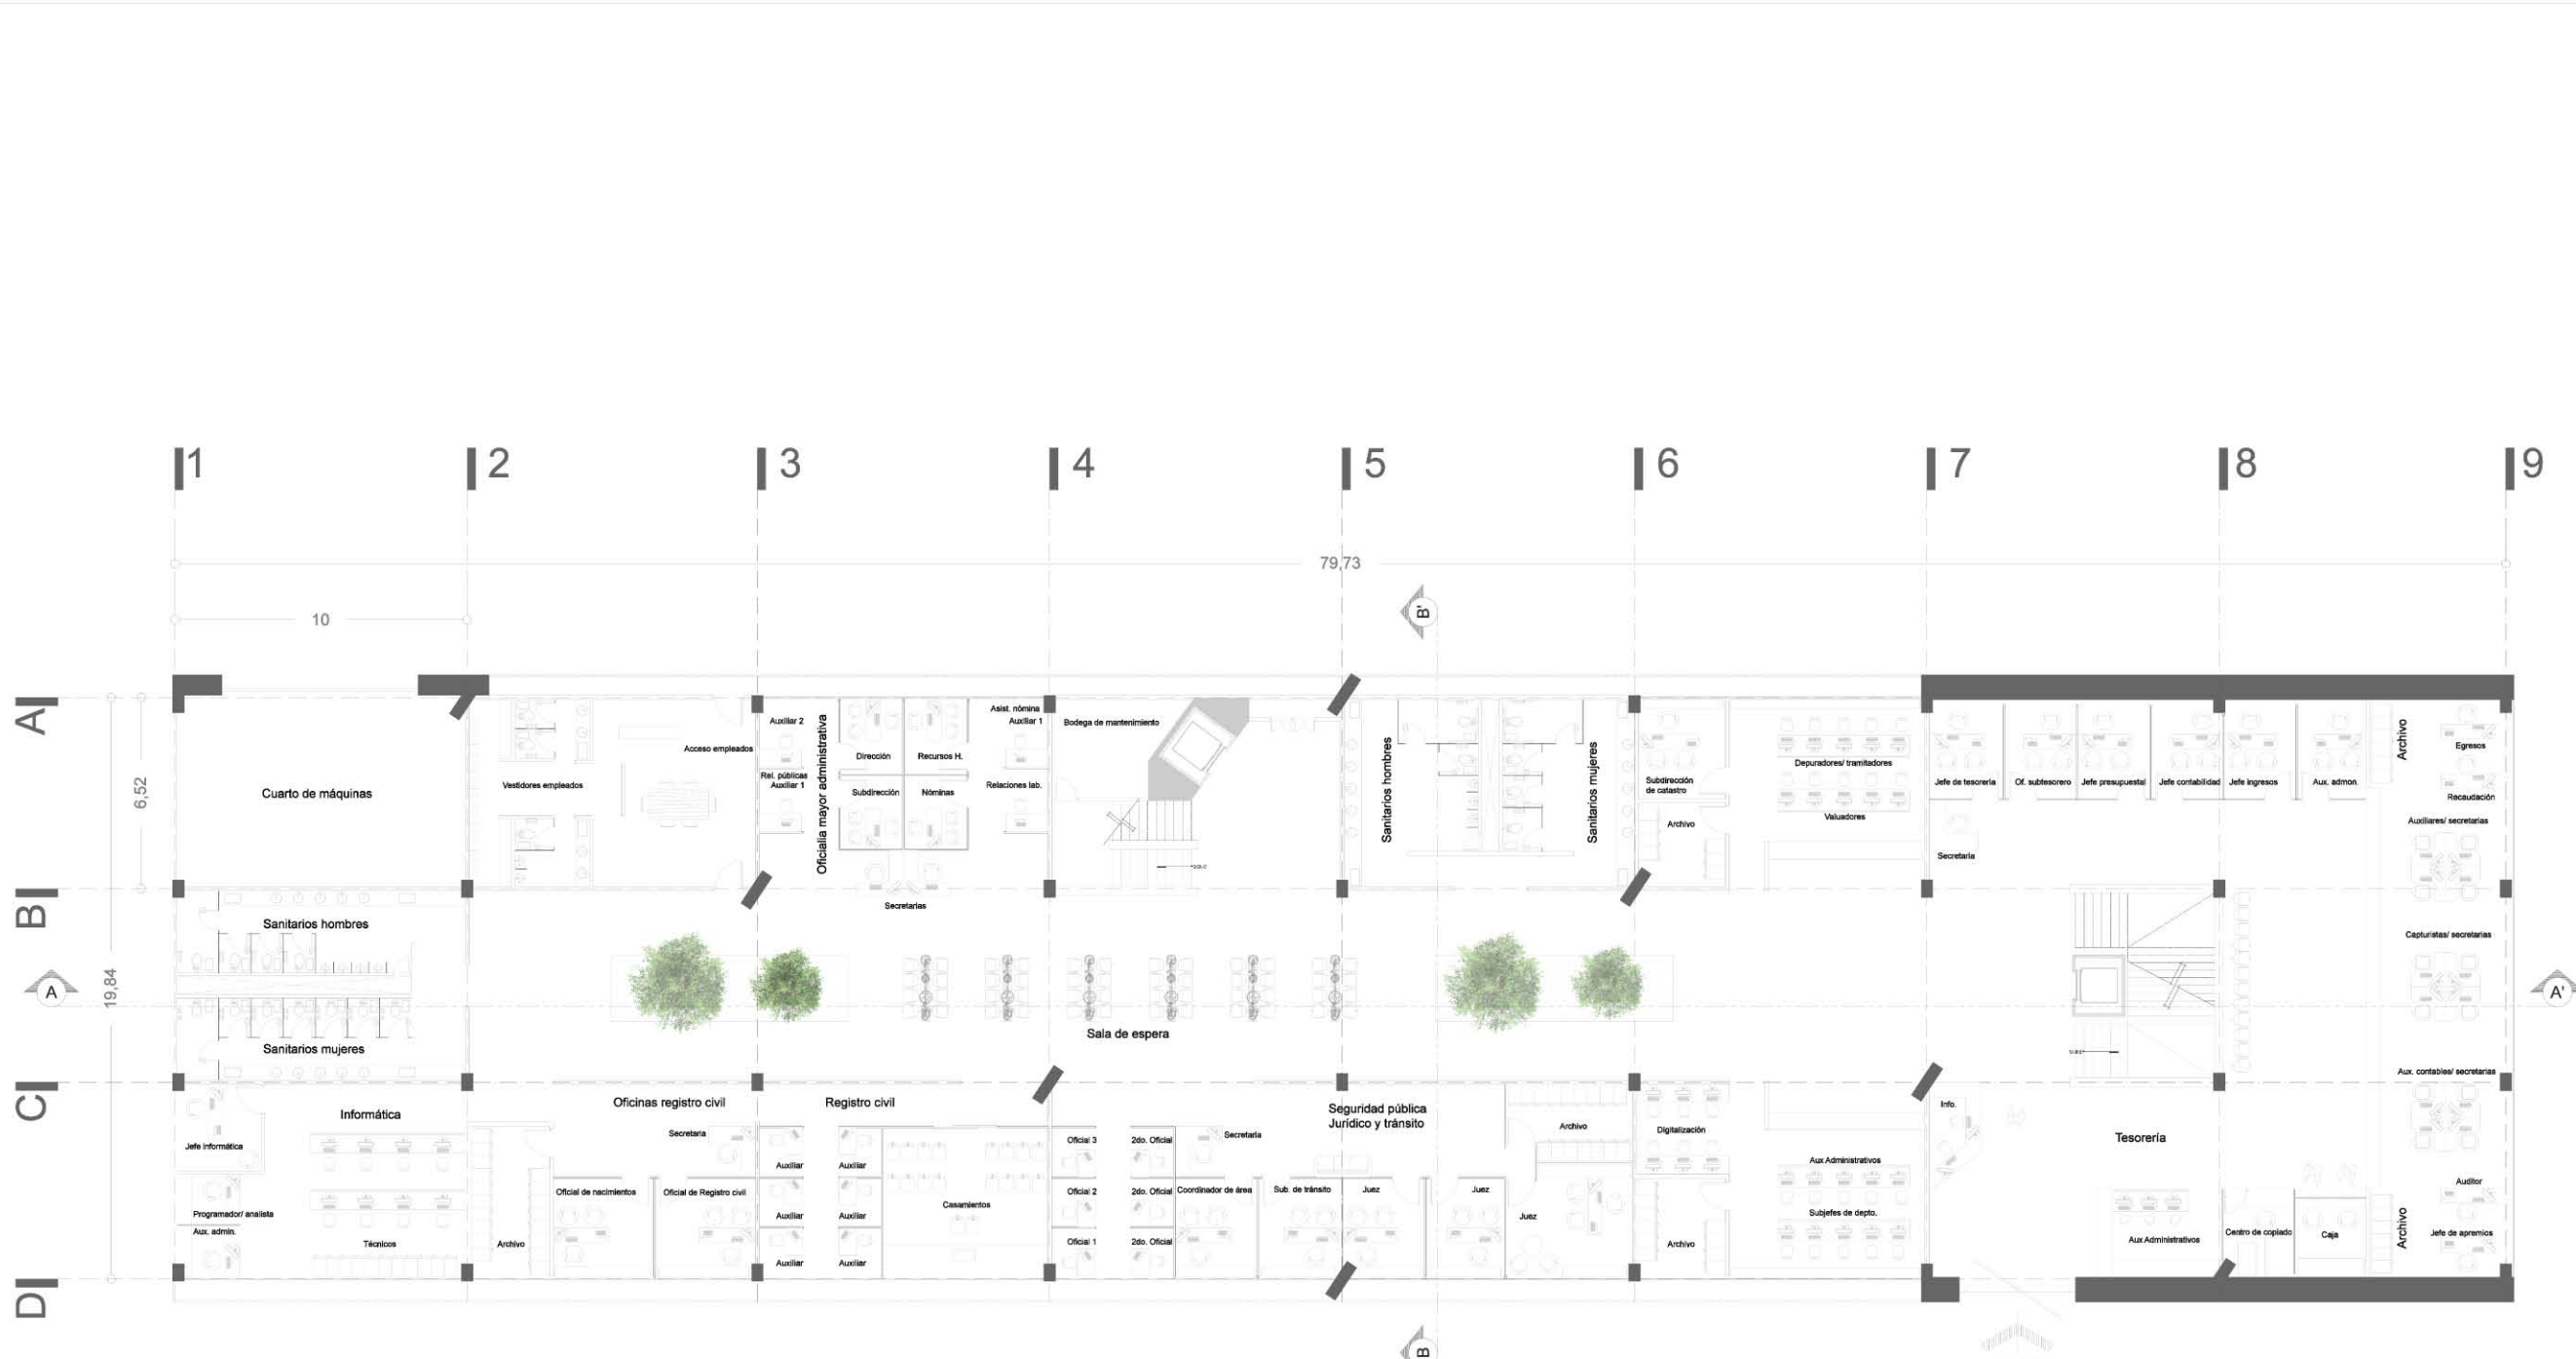 1 2 3 4 5 6 7 8 9
79,73
10
B'
A
B
C
D
6,52
19,84
A
A'
B
Cuarto de máquinas
Vestidores empleados
Acceso empleados
Auxiliar 2
Rel. públicas
Auxiliar 1
Oficialia mayor administrativa
Dirección
Subdirección
Recursos H.
Nóminas
Asist. nómina
Auxiliar 1
Relaciones lab.
Secretarias
Bodega de mantenimiento
Sanitarios hombres
Sanitarios mujeres
Subdirección
de catastro
Archivo
Depuradores/ tramitadores
Valuadores
Jefe de tesoreria
Of. subtesorero
Jefe presupuestal
Jefe contabilidad
Jefe ingresos
Aux. admon.
Secretaria
Archivo
Egresos
Recaudación
Auxiliares/ secretarias
Capturistas/ secretarias
Aux. contables/ secretarias
Sanitarios hombres
Sanitarios mujeres
Sala de espera
Informática
Jefe informática
Programador/ analista
Aux. admin.
Técnicos
Oficinas registro civil
Secretaria
Archivo
Oficial de nacimientos
Oficial de Registro civil
Registro civil
Auxiliar
Auxiliar
Auxiliar
Auxiliar
Auxiliar
Auxiliar
Casamientos
Oficial 3
2do. Oficial
Oficial 2
2do. Oficial
Oficial 1
2do. Oficial
Secretaria
Coordinador de área
Sub. de tránsito
Seguridad pública
Jurídico y tránsito
Juez
Juez
Juez
Archivo
Digitalización
Archivo
Aux Administrativos
Subjefes de depto.
Info.
Tesorería
Aux Administrativos
Centro de copiado
Caja
Archivo
Auditor
Jefe de apremios